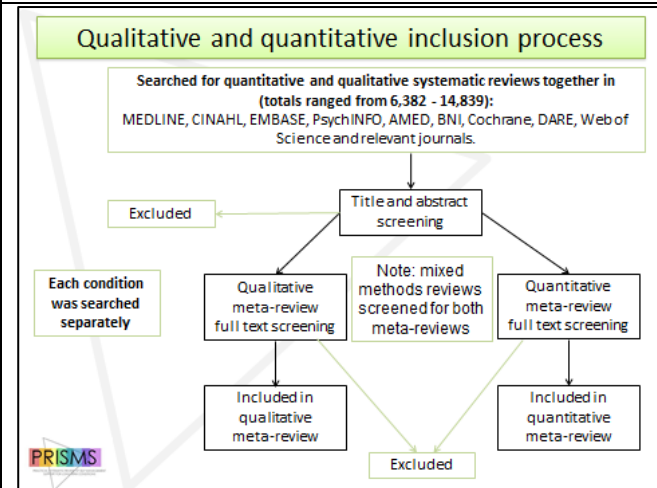 Qualitative and quantitative inclusion process
Searched for quantitative and qualitative systematic reviews together in
(totals ranged from 6,382 - 14,839):
MEDLINE, CINAHL, EMBASE, PsychINFO, AMED, BNI, Cochrane, DARE, Web of
Science and relevant journals.
Title and abstract
screening
Excluded
Each condition
was searched
separately
Qualitative
meta-review
full text screening
Note: mixed
methods reviews
screened for both
meta-reviews
Quantitative
meta-review
full text screening
Included in
qualitative
meta-review
Included in
quantitative
meta-review
Excluded
PRISMS